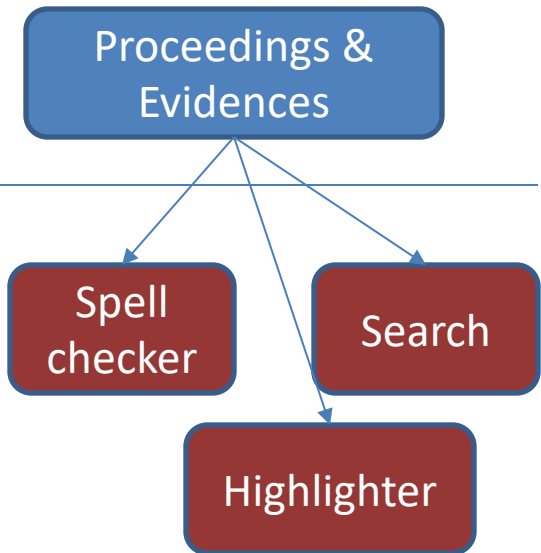 Proceedings &
Evidences
Spell
checker
Search
Highlighter